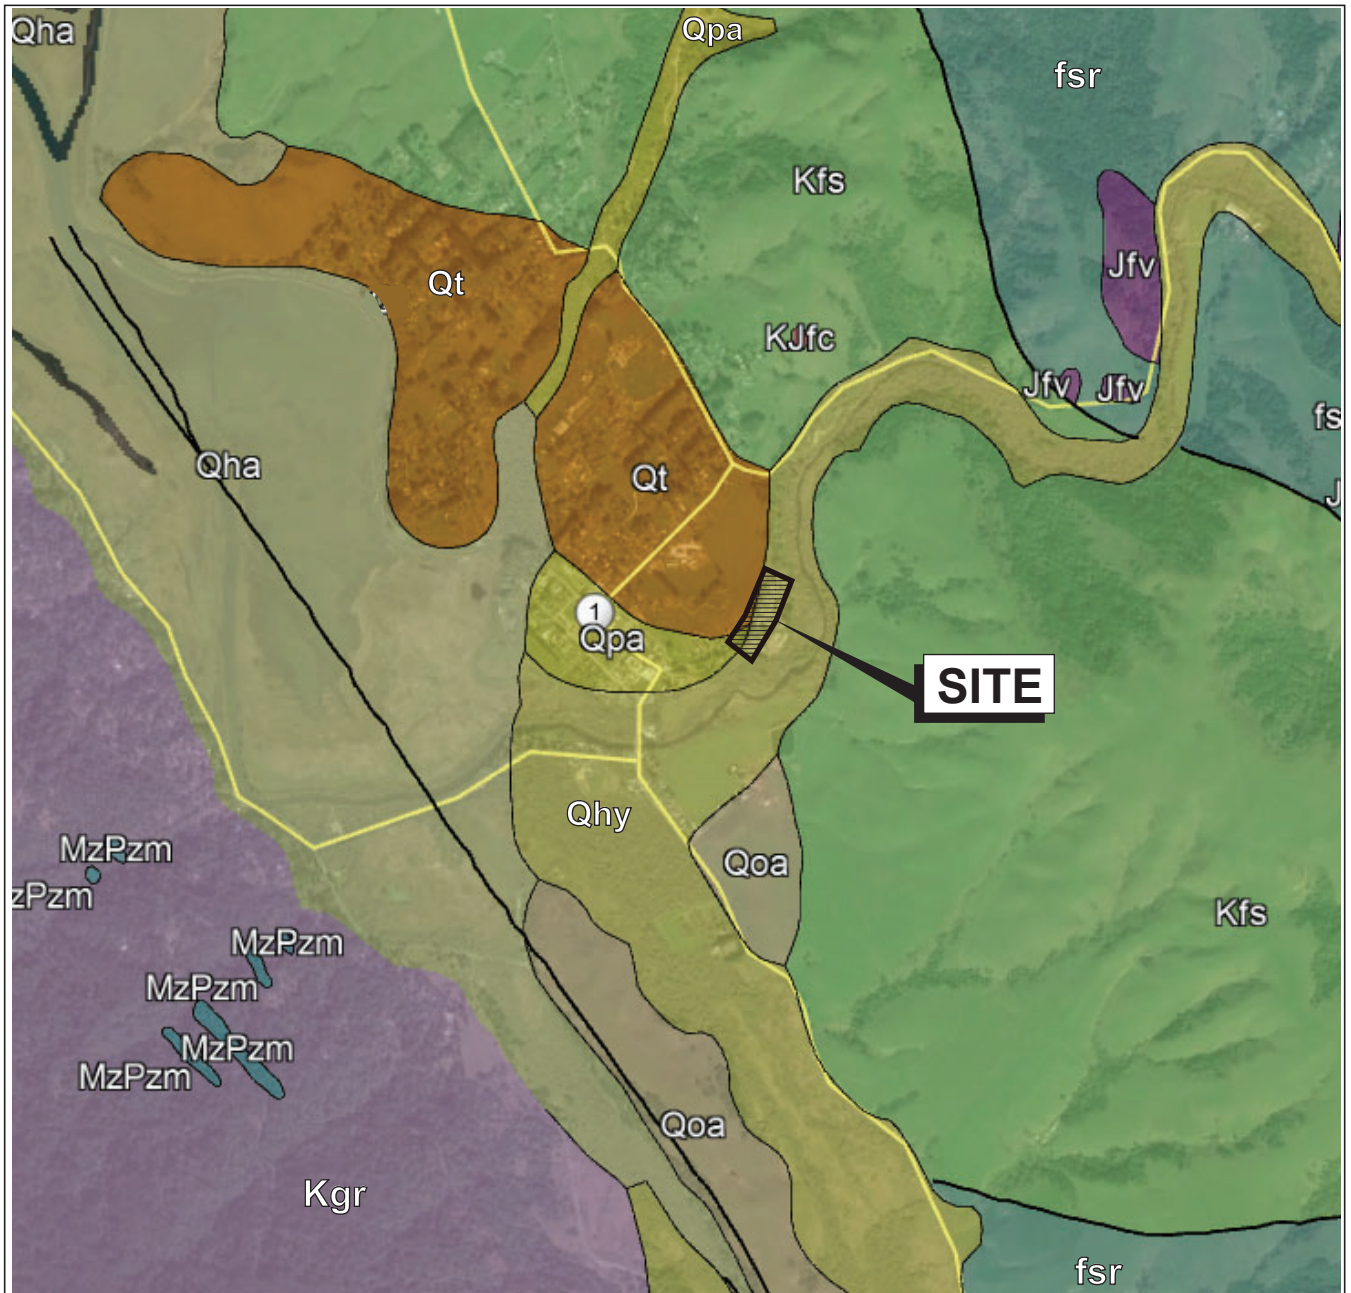 Qha
Qpa
fsr
Kfs
Jfv
Qt
KJfc
Jfv
Jfv
fs
Qha
Qt
J
1
Qpa
SITE
Qhy
MzPzm
Qoa
zPzm
Kfs
MzPzm
MzPzm
MzPzm
MzPzm
Qoa
Kgr
fsr